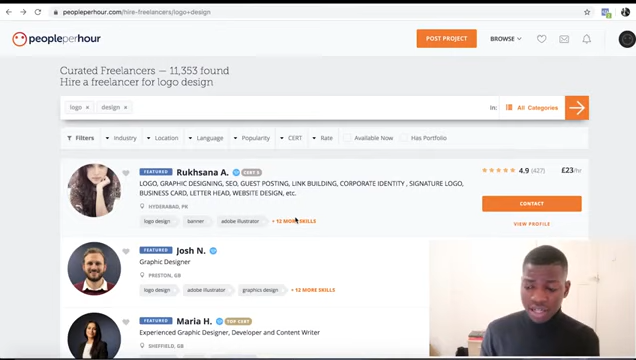 peopleperhour.com/hire-freelancers/logo+design
peopleperhour
POST PROJECT
BROWSE
Curated Freelancers — 11,353 found
Hire a freelancer for logo design
logo ×
design ×
In:
All Categories
Filters
Industry
Location
Language
Popularity
CERT
Rate
Available Now
Has Portfolio
FEATURED
Rukhsana A.
CERT 5
4.9 (427)
£23/hr
LOGO, GRAPHIC DESIGNING, SEO, GUEST POSTING, LINK BUILDING, CORPORATE IDENTITY , SIGNATURE LOGO,
BUSINESS CARD, LETTER HEAD, WEBSITE DESIGN, etc.
CONTACT
HYDERABAD, PK
logo design
banner
adobe illustrator
+ 12 MORE SKILLS
VIEW PROFILE
FEATURED
Josh N.
Graphic Designer
PRESTON, GB
logo design
adobe illustrator
graphics design
+ 12 MORE SKILLS
FEATURED
Maria H.
TOP CERT
Experienced Graphic Designer, Developer and Content Writer
SHEFFIELD, GB